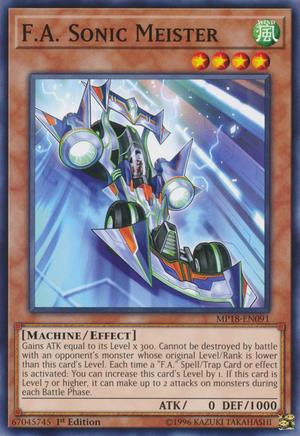 F.A. SONIC MEISTER
WIND
風
MP18-EN091
[MACHINE/EFFECT]
Gains ATK equal to its Level x 300. Cannot be destroyed by battle
with an opponent's monster whose original Level/Rank is lower
than this card's Level. Each time a "F.A." Spell/Trap Card or effect
is activated: You can increase this card's Level by 1. If this card is
Level 7 or higher, it can make up to 2 attacks on monsters during
each Battle Phase.
ATK/ 0 DEF/1000
67045745 1st Edition ©1996 KAZUKI TAKAHASHI